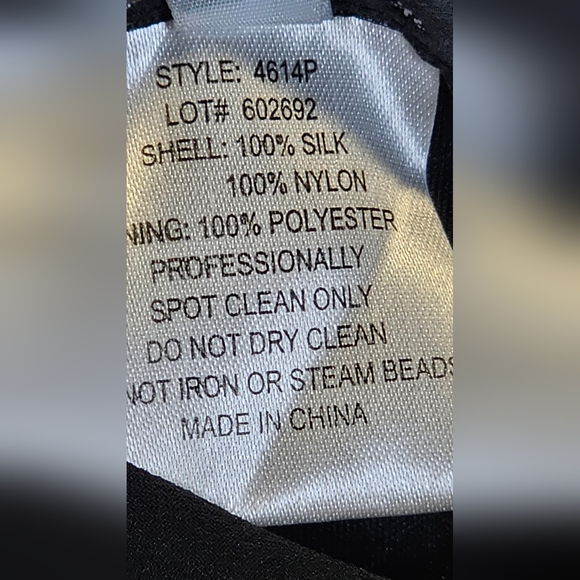 STYLE: 4614P
LOT# 602692
SHELL: 100% SILK
100% NYLON
NING: 100% POLYESTER
PROFESSIONALLY
SPOT CLEAN ONLY
DO NOT DRY CLEAN
NOT IRON OR STEAM BEADS
MADE IN CHINA